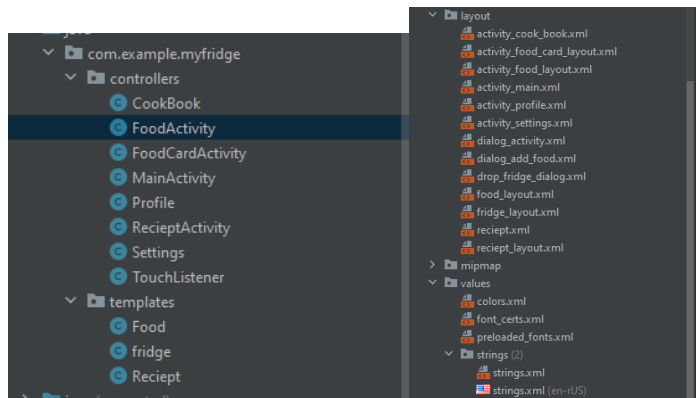 com.example.myfridge
controllers
CookBook
FoodActivity
FoodCardActivity
MainActivity
Profile
RecieptActivity
Settings
TouchListener
templates
Food
fridge
Reciept
layout
activity_cook_book.xml
activity_food_card_layout.xml
activity_food_layout.xml
activity_main.xml
activity_profile.xml
activity_settings.xml
dialog_activity.xml
dialog_add_food.xml
drop_fridge_dialog.xml
food_layout.xml
fridge_layout.xml
reciept.xml
reciept_layout.xml
mipmap
values
colors.xml
font_certs.xml
preloaded_fonts.xml
strings (2)
strings.xml
strings.xml (en-rUS)